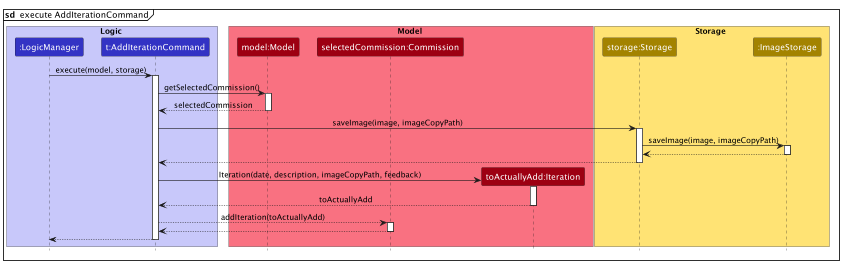 sd execute AddIterationCommand
Logic
Model
Storage
:LogicManager
t:AddIterationCommand
model:Model
selectedCommission:Commission
storage:Storage
:ImageStorage
execute(model, storage)
getSelectedCommission()
selectedCommission
saveImage(image, imageCopyPath)
saveImage(image, imageCopyPath)
Iteration(date, description, imageCopyPath, feedback)
toActuallyAdd:Iteration
toActuallyAdd
addIteration(toActuallyAdd)